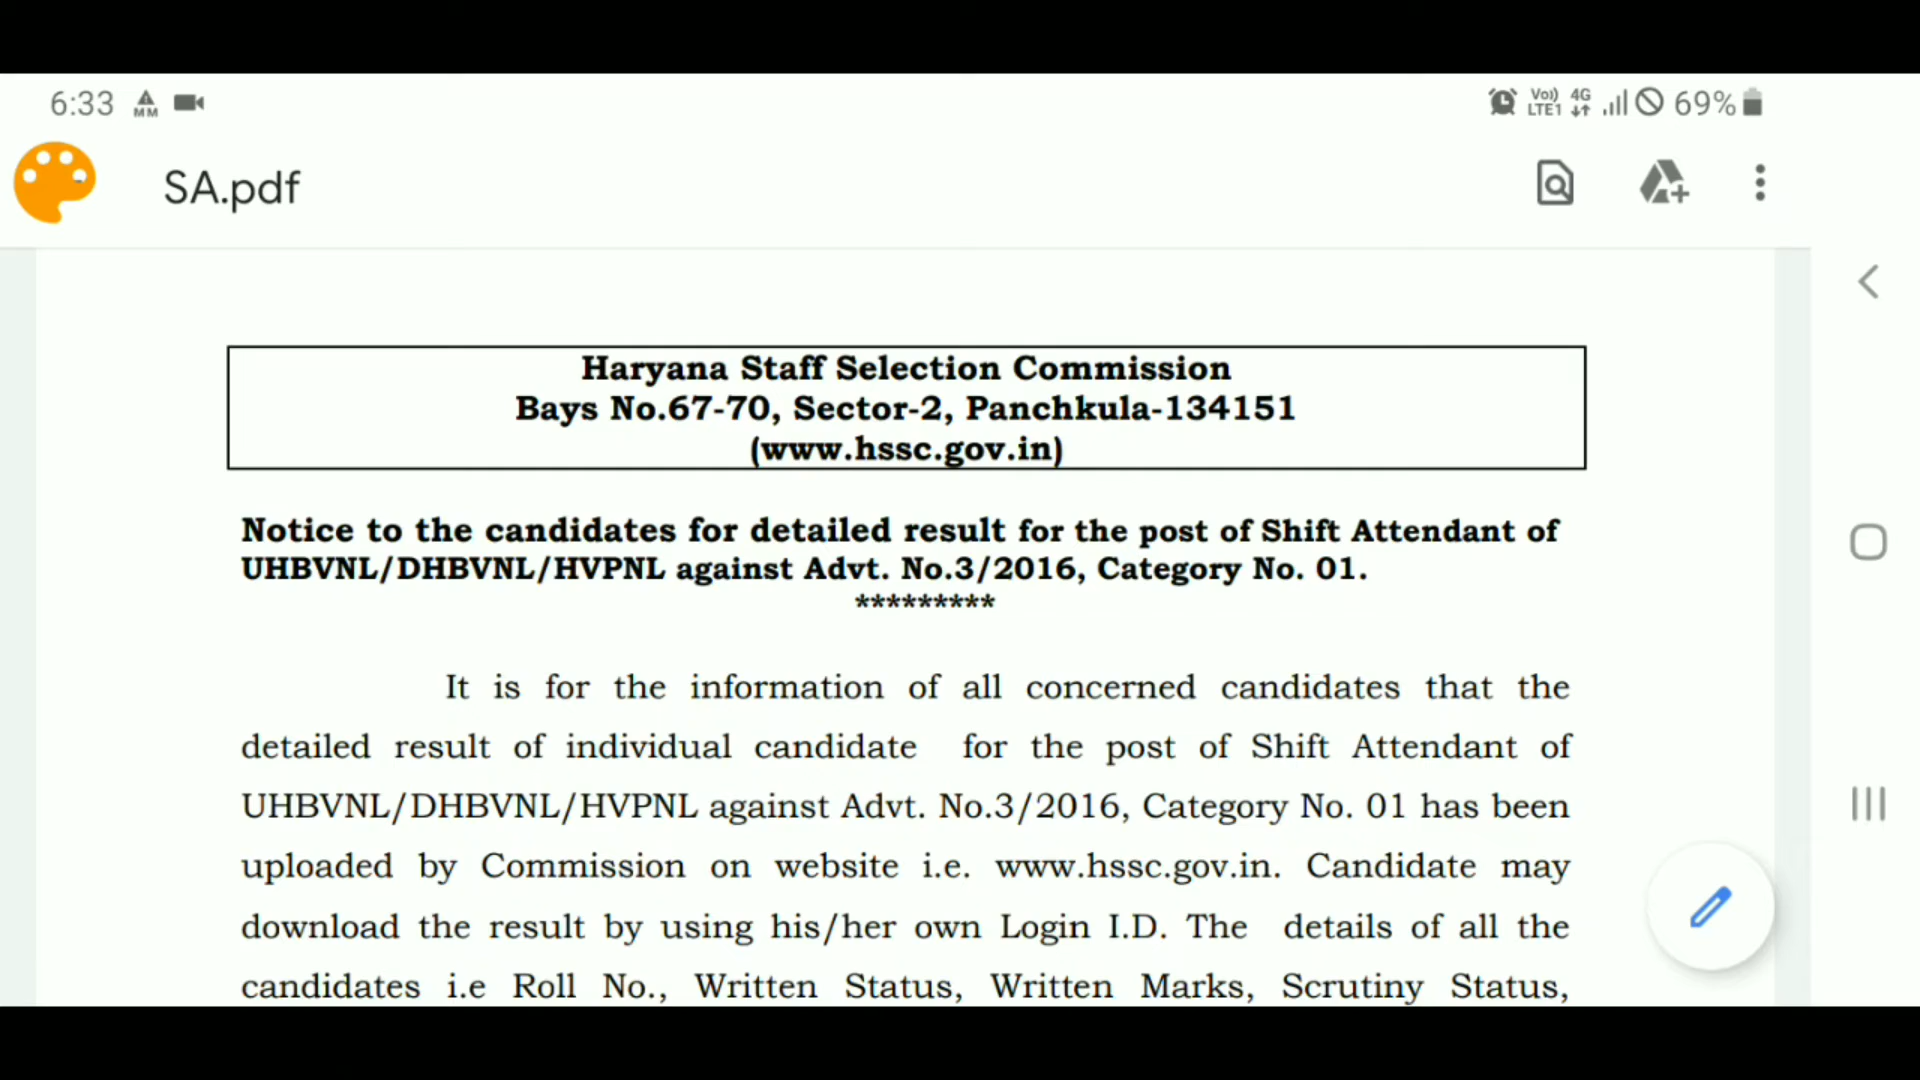 6:33 MM Vo)) LTE1 4G 69%
SA.pdf
Haryana Staff Selection Commission
Bays No.67-70, Sector-2, Panchkula-134151
(www.hssc.gov.in)
Notice to the candidates for detailed result for the post of Shift Attendant of
UHBVNL/DHBVNL/HVPNL against Advt. No.3/2016, Category No. 01.
*********
It is for the information of all concerned candidates that the
detailed result of individual candidate for the post of Shift Attendant of
UHBVNL/DHBVNL/HVPNL against Advt. No.3/2016, Category No. 01 has been
uploaded by Commission on website i.e. www.hssc.gov.in. Candidate may
download the result by using his/her own Login I.D. The details of all the
candidates i.e Roll No., Written Status, Written Marks, Scrutiny Status,